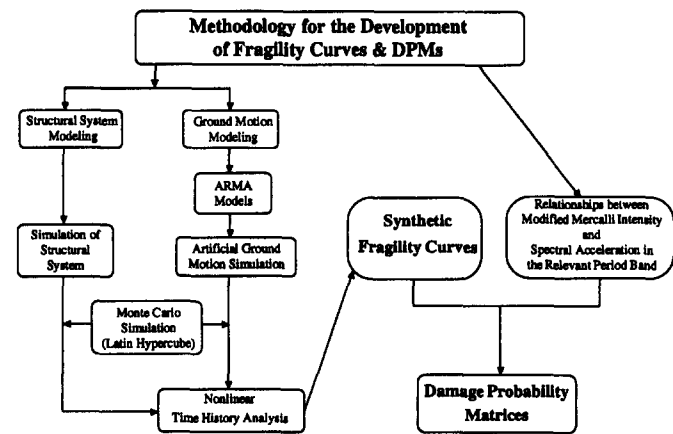 Methodology for the Development
of Fragility Curves & DPMs
Structural System
Modeling
Ground Motion
Modeling
ARMA
Models
Simulation of
Structural
System
Artificial Ground
Motion Simulation
Synthetic
Fragility Curves
Relationships between
Modified Mercalli Intensity
and
Spectral Acceleration in
the Relevant Period Band
Monte Carlo
Simulation
(Latin Hypercube)
Nonlinear
Time History Analysis
Damage Probability
Matrices